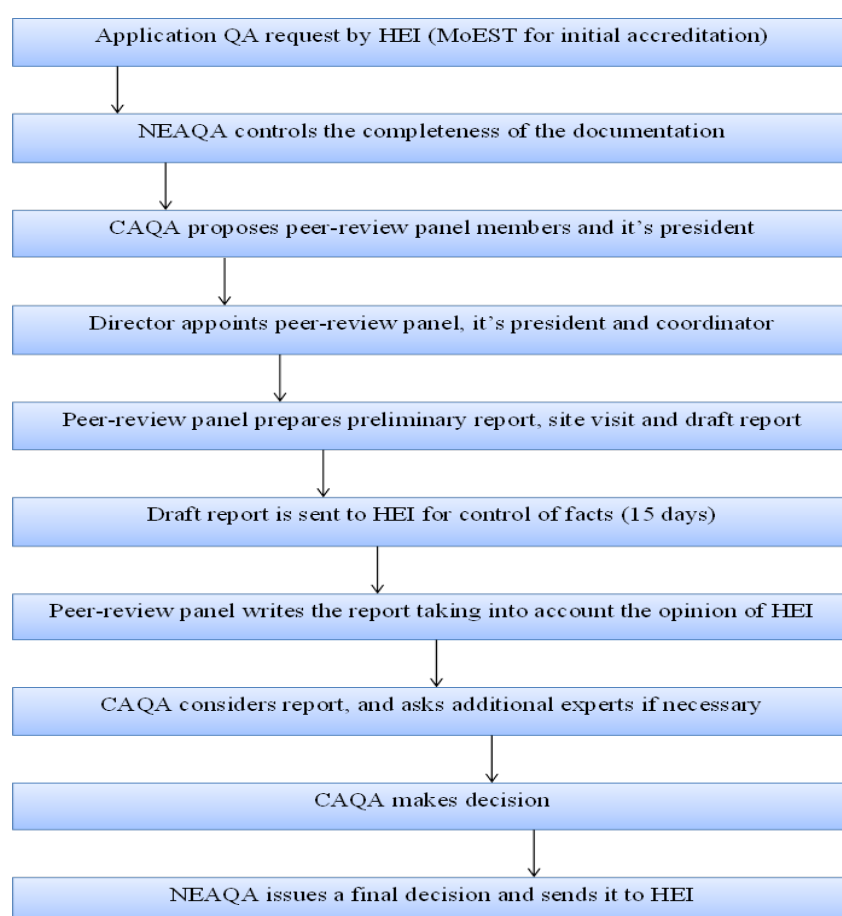 Application QA request by HEI (MoEST for initial accreditation)
NEAQA controls the completeness of the documentation
CAQA proposes peer-review panel members and it’s president
Director appoints peer-review panel, it’s president and coordinator
Peer-review panel prepares preliminary report, site visit and draft report
Draft report is sent to HEI for control of facts (15 days)
Peer-review panel writes the report taking into account the opinion of HEI
CAQA considers report, and asks additional experts if necessary
CAQA makes decision
NEAQA issues a final decision and sends it to HEI